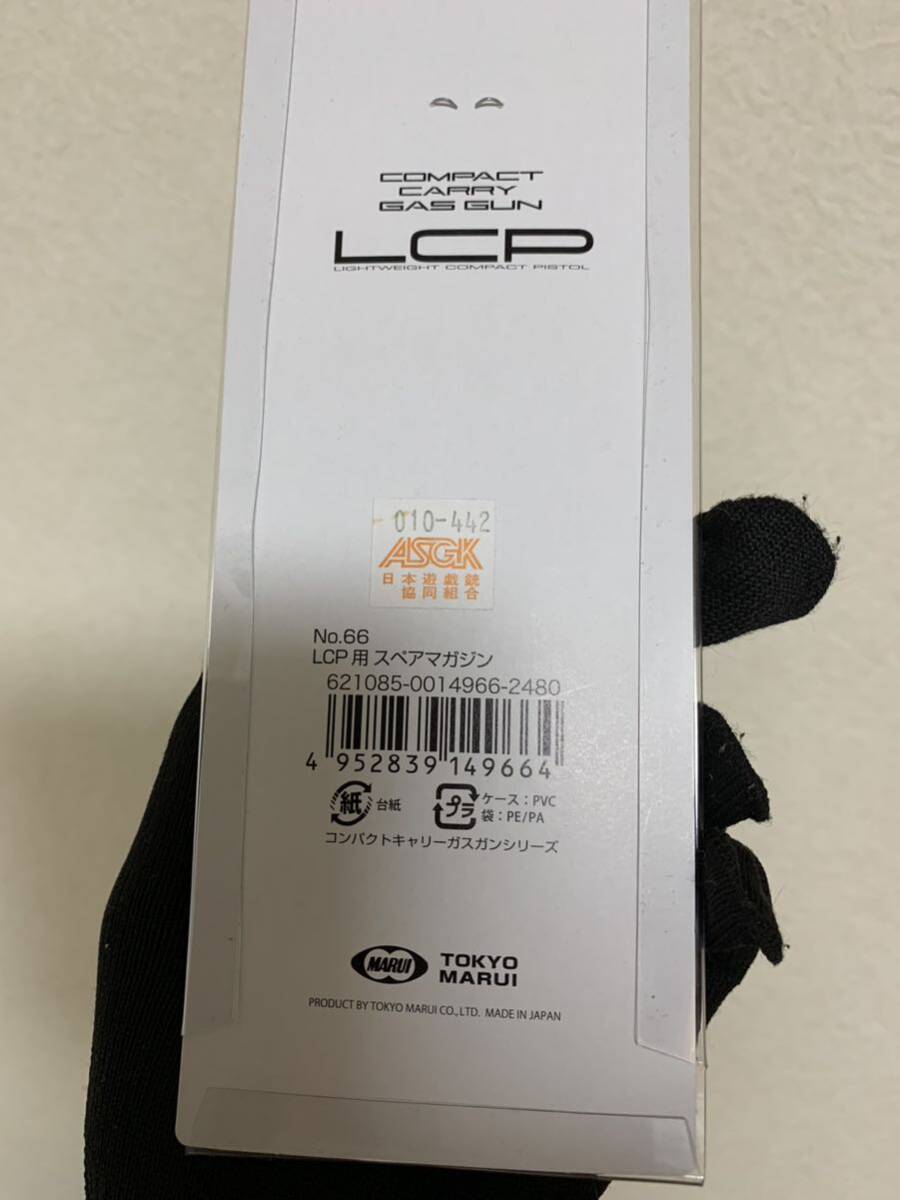 COMPACT
CARRY
GAS GUN
LCP
LIGHTWEIGHT COMPACT PISTOL
010-442
ASGK
日本遊戯銃
協同組合
No.66
LCP用 スペアマガジン
621085-0014966-2480
4 952839 149664
紙 台紙
プラ ケース：PVC
袋：PE/PA
コンパクトキャリーガスガンシリーズ
MARUI TOKYO
MARUI
PRODUCT BY TOKYO MARUI CO., LTD. MADE IN JAPAN